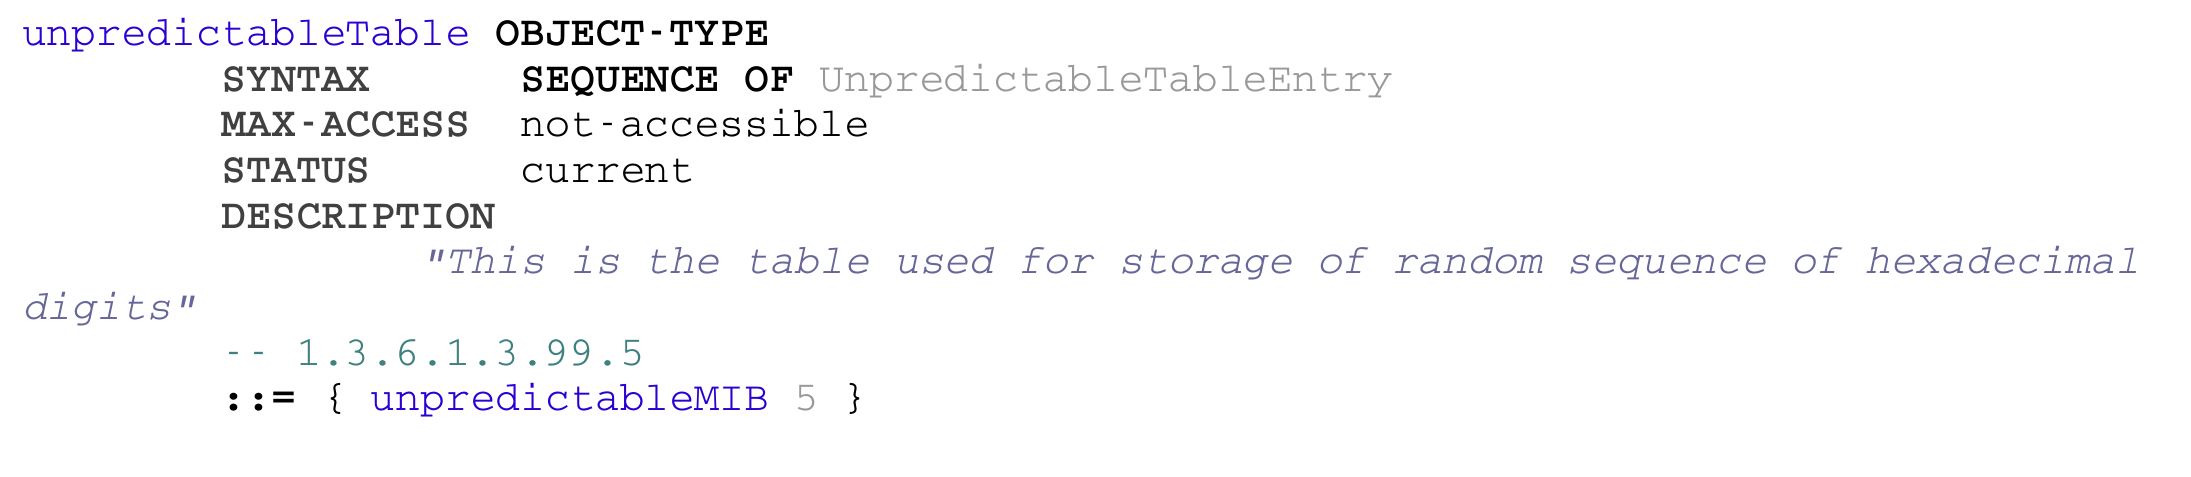 unpredictableTable OBJECT-TYPE
SYNTAX SEQUENCE OF UnpredictableTableEntry
MAX-ACCESS not-accessible
STATUS current
DESCRIPTION
"This is the table used for storage of random sequence of hexadecimal
digits"
-- 1.3.6.1.3.99.5
::= { unpredictableMIB 5 }